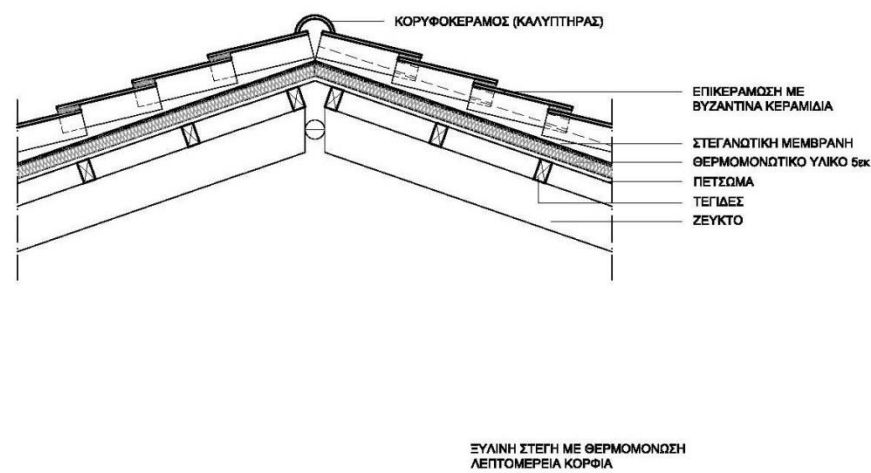 ΚΟΡΥΦΟΚΕΡΑΜΟΣ (ΚΑΛΥΠΤΗΡΑΣ)
ΕΠΙΚΕΡΑΜΩΣΗ ΜΕ
ΒΥΖΑΝΤΙΝΑ ΚΕΡΑΜΙΔΙΑ
ΣΤΕΓΑΝΩΤΙΚΗ ΜΕΜΒΡΑΝΗ
ΘΕΡΜΟΜΟΝΩΤΙΚΟ ΥΛΙΚΟ 5εκ
ΠΕΤΣΩΜΑ
ΤΕΓΙΔΕΣ
ΖΕΥΚΤΟ
ΞΥΛΙΝΗ ΣΤΕΓΗ ΜΕ ΘΕΡΜΟΜΟΝΩΣΗ
ΛΕΠΤΟΜΕΡΕΙΑ ΚΟΡΦΙΑ